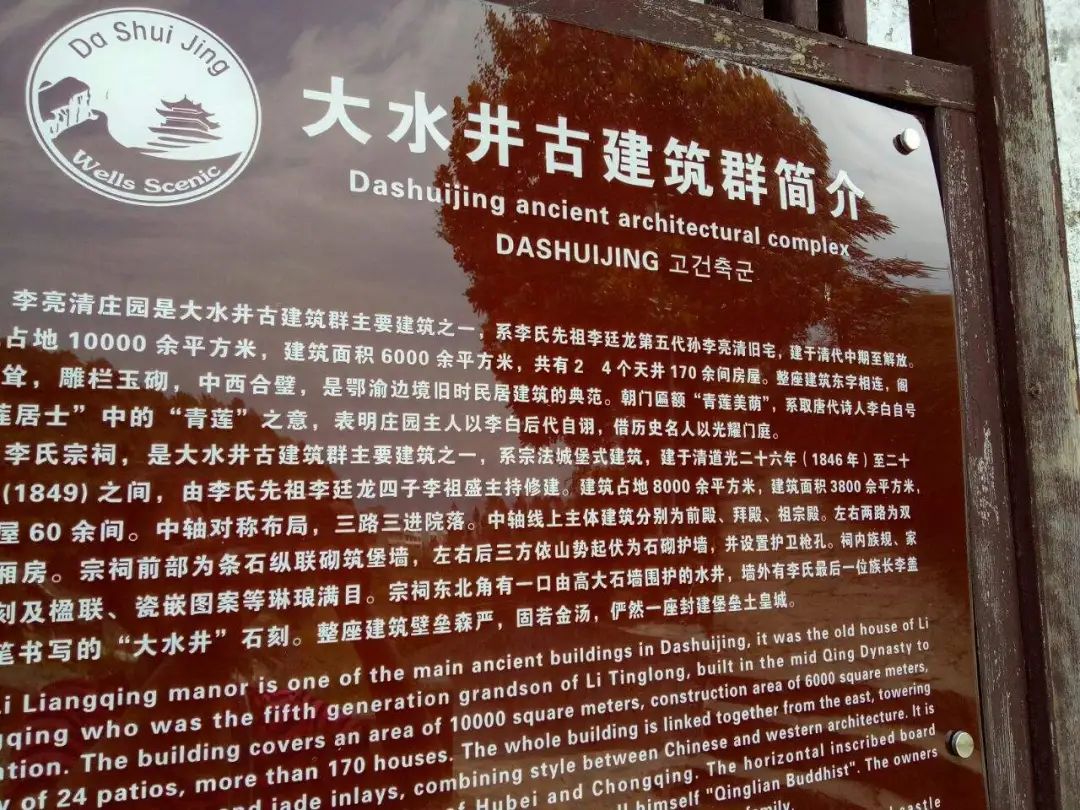 Da Shui Jing
Wells Scenic
大水井古建筑群简介
Dashuijing ancient architectural complex
DASHUIJING 고건축군
李亮清庄园是大水井古建筑群主要建筑之一，系李氏先祖李廷龙第五代孙李亮清旧宅，建于清代中期至解放。
占地 10000 余平方米，建筑面积 6000 余平方米，共有 2 4 个天井 170 余间房屋。整座建筑东字相连，阁
耸，雕栏玉砌，中西合璧，是鄂渝边境旧时民居建筑的典范。朝门匾额“青莲美荫”，系取唐代诗人李白自号
莲居士”中的“青莲”之意，表明庄园主人以李白后代自诩，借历史名人以光耀门庭。
李氏宗祠，是大水井古建筑群主要建筑之一，系宗法城堡式建筑，建于清道光二十六年（1846 年）至二十
(1849) 之间，由李氏先祖李廷龙四子李祖盛主持修建。建筑占地 8000 余平方米，建筑面积 3800 余平方米，
屋 60 余间。中轴对称布局，三路三进院落。中轴线上主体建筑分别为前殿、拜殿、祖宗殿。左右两路为双
厢房。宗祠前部为条石纵联砌筑堡墙，左右后三方依山势起伏为石砌护墙，并设置护卫枪孔。祠内族规、家
刻及楹联、瓷嵌图案等琳琅满目。宗祠东北角有一口由高大石墙围护的水井，墙外有李氏最后一位族长李盖
笔书写的“大水井”石刻。整座建筑壁垒森严，固若金汤，俨然一座封建堡垒土皇城。
Li Liangqing manor is one of the main ancient buildings in Dashuijing, it was the old house of Li
gqing who was the fifth generation grandson of Li Tinglong, built in the mid Qing Dynasty to
ation. The building covers an area of 10000 square meters, construction area of 6000 square meters,
y of 24 patios, more than 170 houses. The whole building is linked together from the east, towering
and jade inlays, combining style between Chinese and western architecture. It is
of Hubei and Chongqing. The horizontal inscribed board
himself "Qinglian Buddhist". The owners
family.
castle